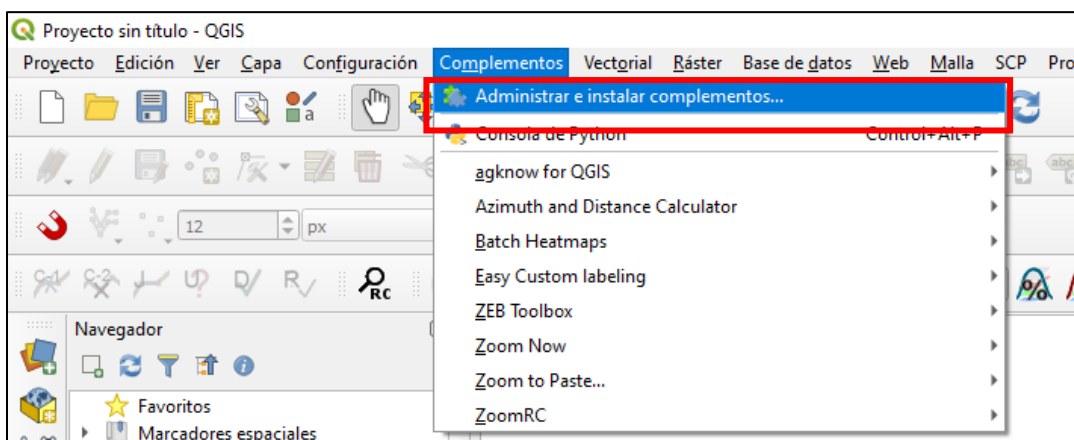 Proyecto sin título - QGIS
Proyecto Edición Ver Capa Configuración Complementos Vectorial Ráster Base de datos Web Malla SCP Pro
Administrar e instalar complementos...
Consola de Python Control+Alt+P
agknow for QGIS
Azimuth and Distance Calculator
12 px
Batch Heatmaps
Easy Custom labeling
RC
ZEB Toolbox
Navegador
Zoom Now
Zoom to Paste...
Favoritos
ZoomRC
Marcadores espaciales